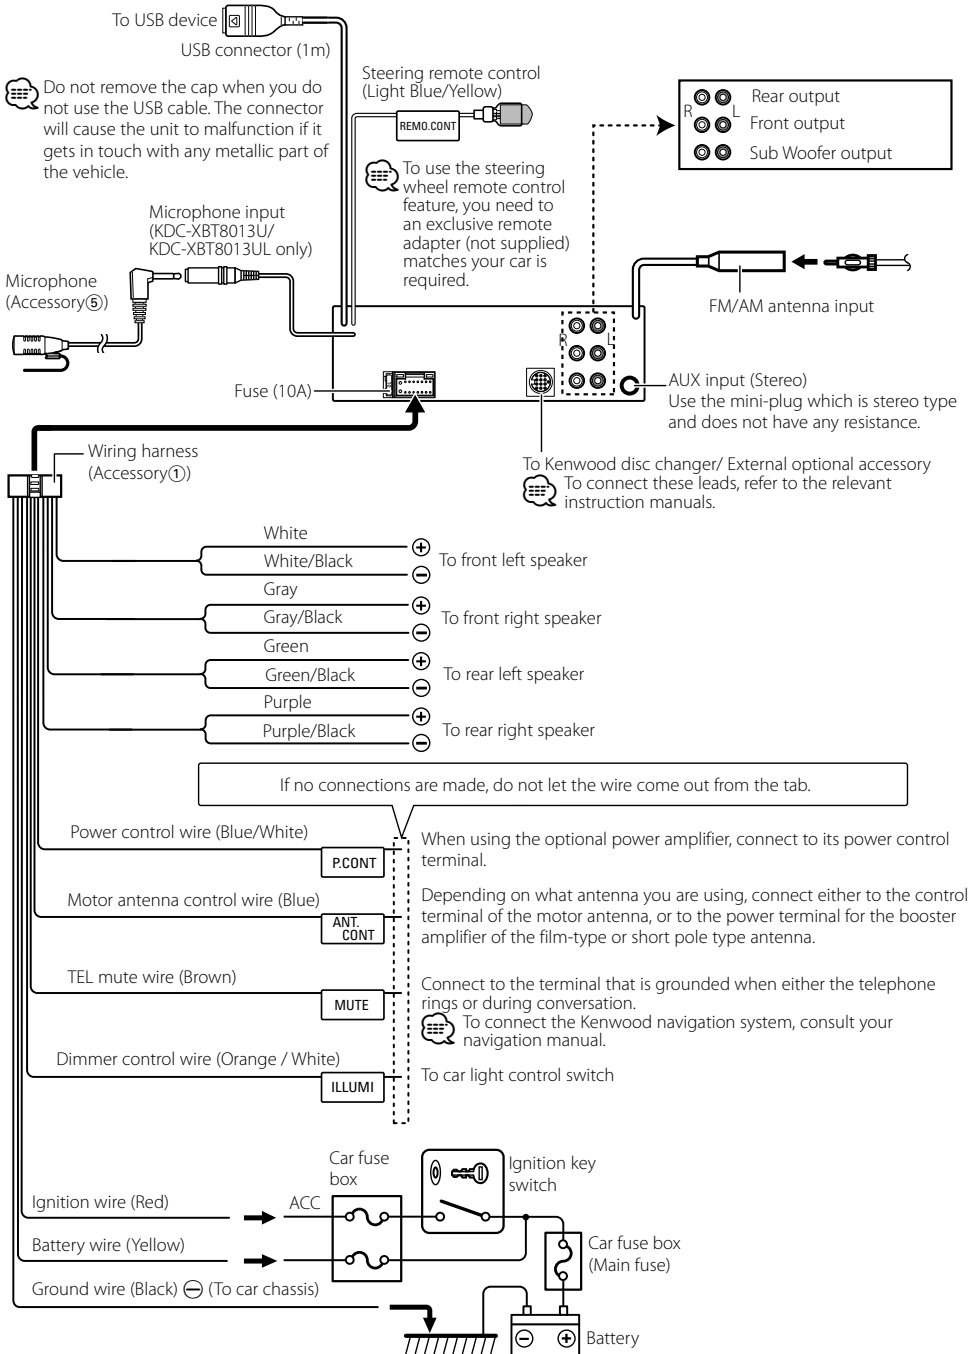 To USB device
USB connector (1m)
Do not remove the cap when you do
not use the USB cable. The connector
will cause the unit to malfunction if it
gets in touch with any metallic part of
the vehicle.
Steering remote control
(Light Blue/Yellow)
REMO.CONT
To use the steering
wheel remote control
feature, you need to
an exclusive remote
adapter (not supplied)
matches your car is
required.
R L
Rear output
Front output
Sub Woofer output
Microphone input
(KDC-XBT8013U/
KDC-XBT8013UL only)
Microphone
(Accessory⑤)
FM/AM antenna input
R L
Fuse (10A)
AUX input (Stereo)
Use the mini-plug which is stereo type
and does not have any resistance.
Wiring harness
(Accessory①)
To Kenwood disc changer/ External optional accessory
To connect these leads, refer to the relevant
instruction manuals.
White
White/Black
⊕
⊖
To front left speaker
Gray
Gray/Black
⊕
⊖
To front right speaker
Green
Green/Black
⊕
⊖
To rear left speaker
Purple
Purple/Black
⊕
⊖
To rear right speaker
If no connections are made, do not let the wire come out from the tab.
Power control wire (Blue/White)
P.CONT
When using the optional power amplifier, connect to its power control
terminal.
Motor antenna control wire (Blue)
ANT.
CONT
Depending on what antenna you are using, connect either to the control
terminal of the motor antenna, or to the power terminal for the booster
amplifier of the film-type or short pole type antenna.
TEL mute wire (Brown)
MUTE
Connect to the terminal that is grounded when either the telephone
rings or during conversation.
To connect the Kenwood navigation system, consult your
navigation manual.
Dimmer control wire (Orange / White)
ILLUMI
To car light control switch
Car fuse
box
Ignition key
switch
Ignition wire (Red)
ACC
Battery wire (Yellow)
Car fuse box
(Main fuse)
Ground wire (Black) ⊖ (To car chassis)
⊖ ⊕
Battery